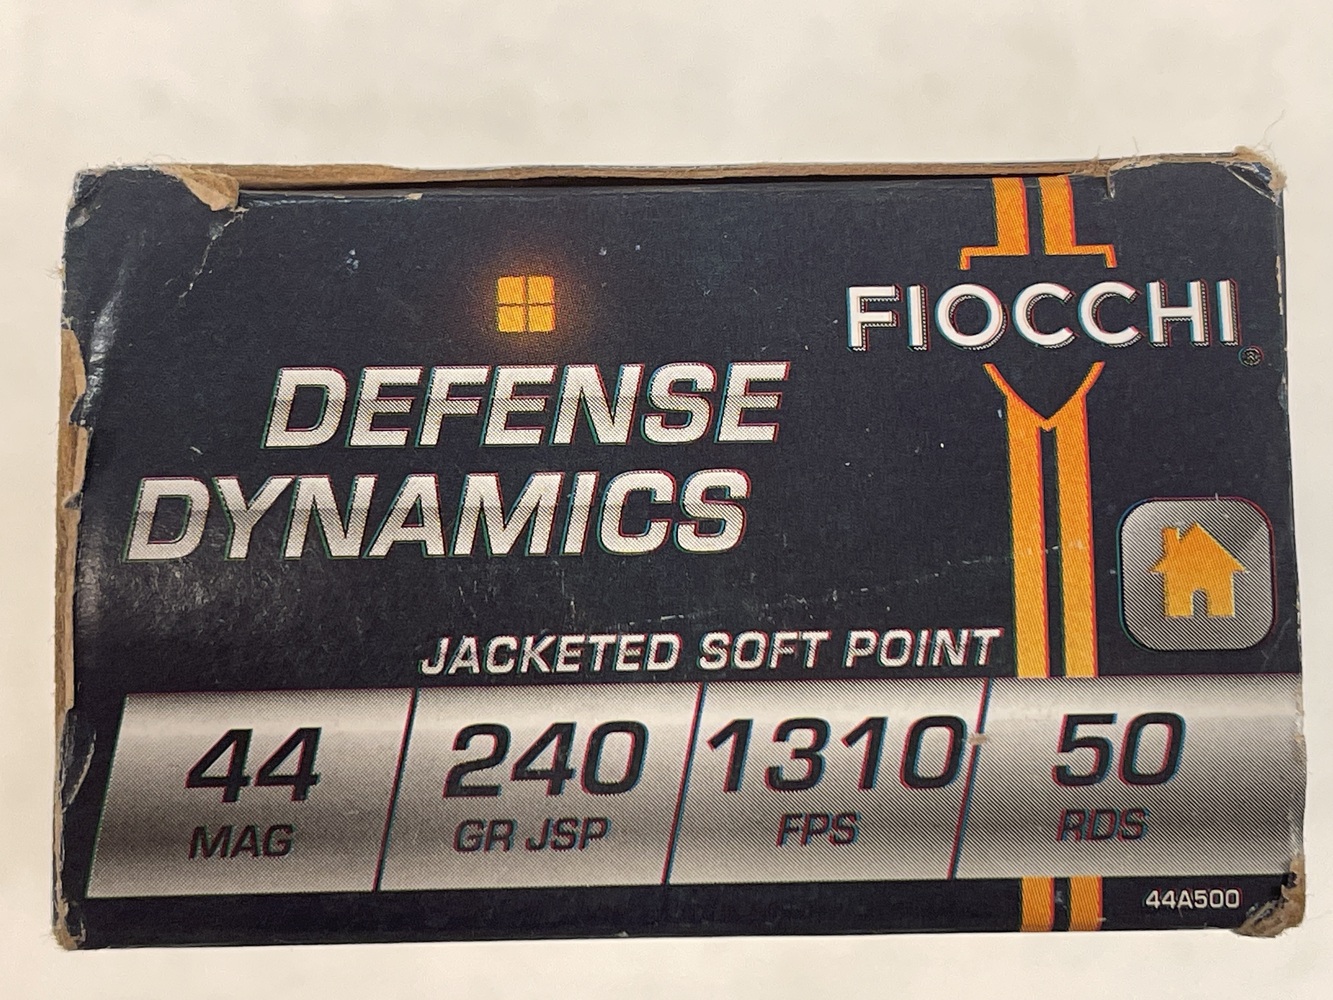 FIOCCHI®
DEFENSE
DYNAMICS
JACKETED SOFT POINT
44 240 1310 50
MAG GR JSP FPS RDS
44A500